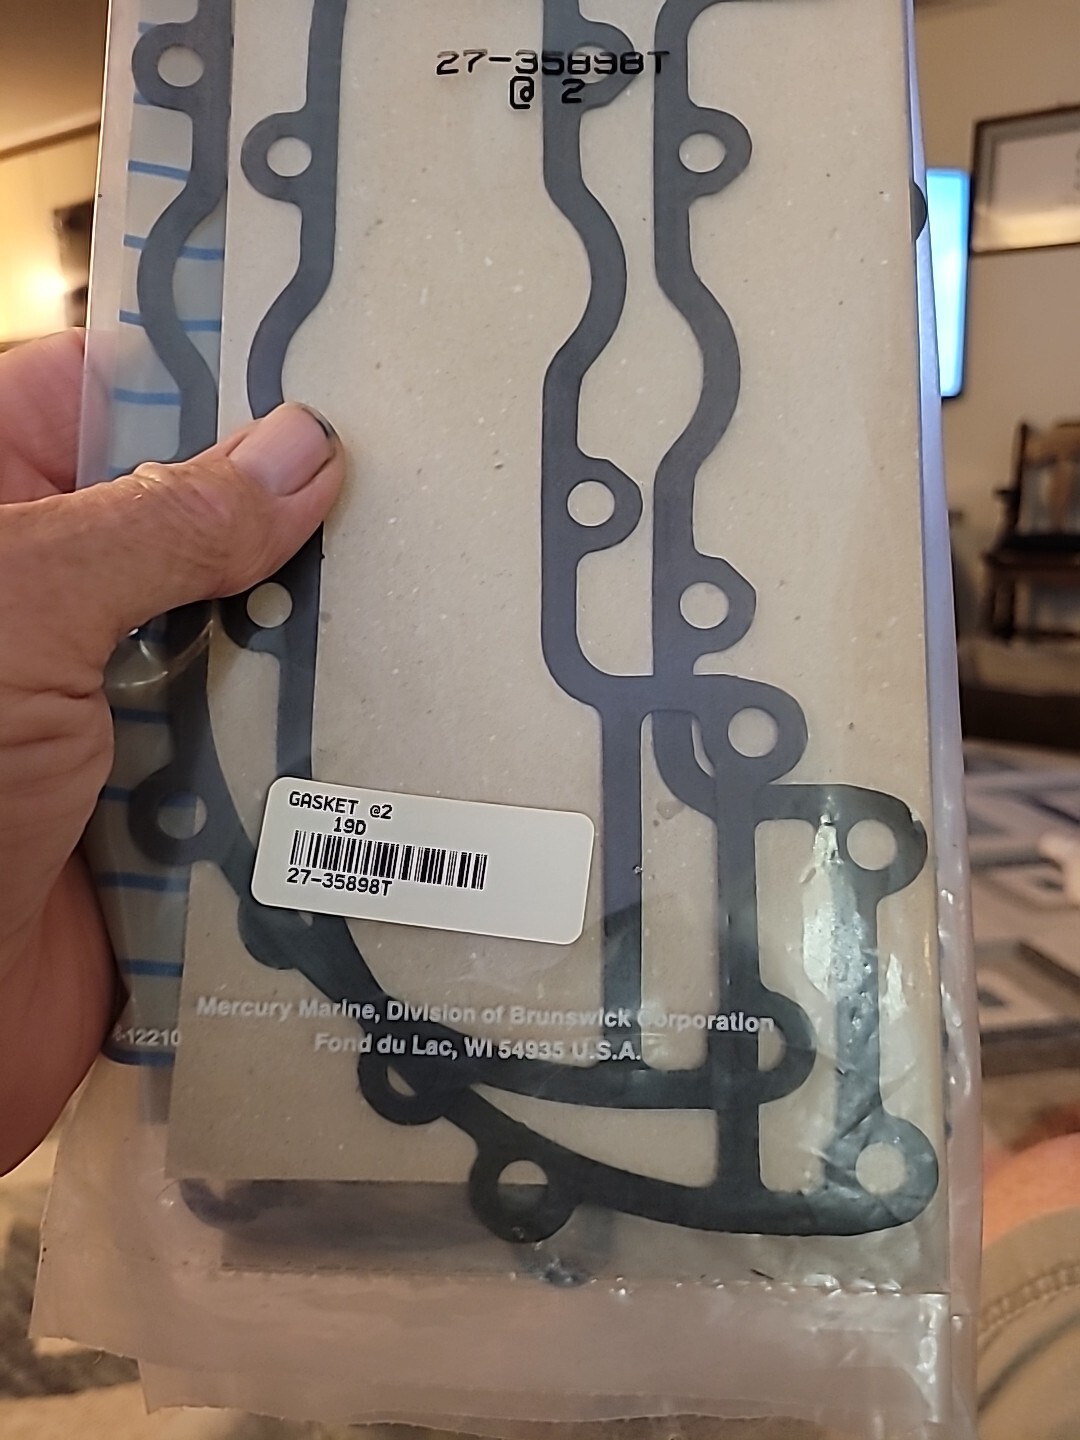 27-35898T
@ 2
GASKET @2
19D
27-35898T
Mercury Marine, Division of Brunswick Corporation
Fond du Lac, WI 54935 U.S.A.
-12210